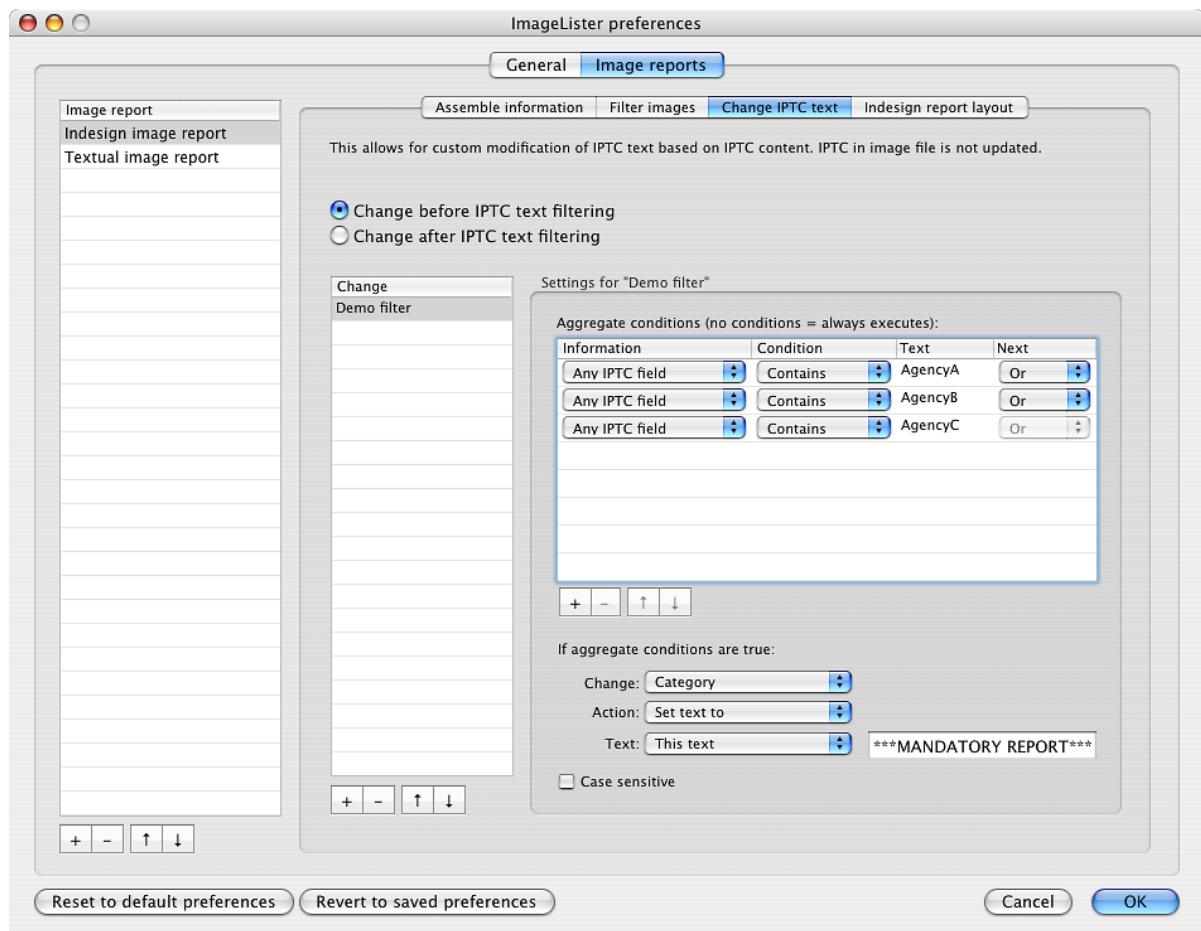 ImageLister preferences
General Image reports
Image report
Indesign image report
Textual image report
Assemble information Filter images Change IPTC text Indesign report layout
This allows for custom modification of IPTC text based on IPTC content. IPTC in image file is not updated.
Change before IPTC text filtering
Change after IPTC text filtering
Change
Demo filter
Settings for "Demo filter"
Aggregate conditions (no conditions = always executes):
Information Condition Text Next
Any IPTC field Contains AgencyA Or
Any IPTC field Contains AgencyB Or
Any IPTC field Contains AgencyC Or
+ - ↑ ↓
If aggregate conditions are true:
Change: Category
Action: Set text to
Text: This text ***MANDATORY REPORT***
Case sensitive
+ - ↑ ↓
+ - ↑ ↓
Reset to default preferences Revert to saved preferences Cancel OK